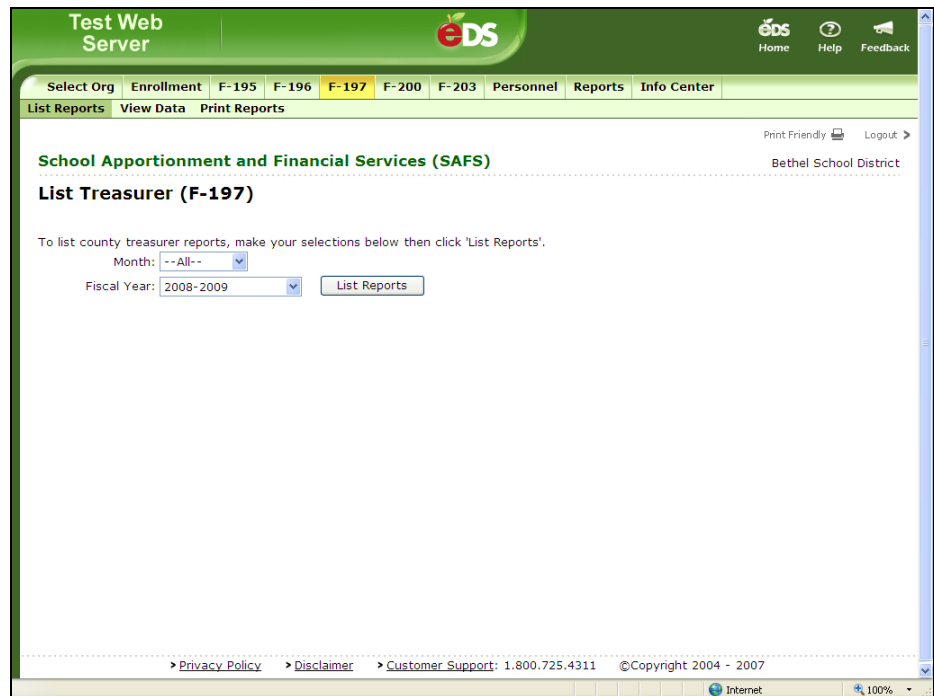 Test Web
Server
eDS
eDS
Home Help Feedback
Select Org Enrollment F-195 F-196 F-197 F-200 F-203 Personnel Reports Info Center
List Reports View Data Print Reports
Print Friendly Logout >
School Apportionment and Financial Services (SAFS)
Bethel School District
List Treasurer (F-197)
To list county treasurer reports, make your selections below then click 'List Reports'.
Month: --All--
Fiscal Year: 2008-2009 List Reports
> Privacy Policy > Disclaimer > Customer Support: 1.800.725.4311 ©Copyright 2004 - 2007
Internet 100%